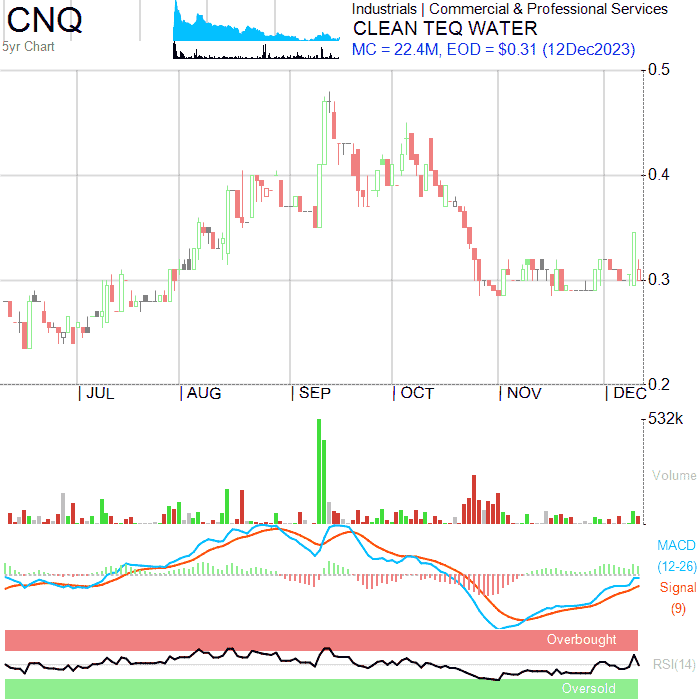 CNQ
5yr Chart
Industrials | Commercial & Professional Services
CLEAN TEQ WATER
MC = 22.4M, EOD = $0.31 (12Dec2023)
0.5
0.4
0.3
0.2
| JUL | AUG | SEP | OCT | NOV | DEC
532k
Volume
MACD
(12-26)
Signal
(9)
Overbought
RSI(14)
Oversold